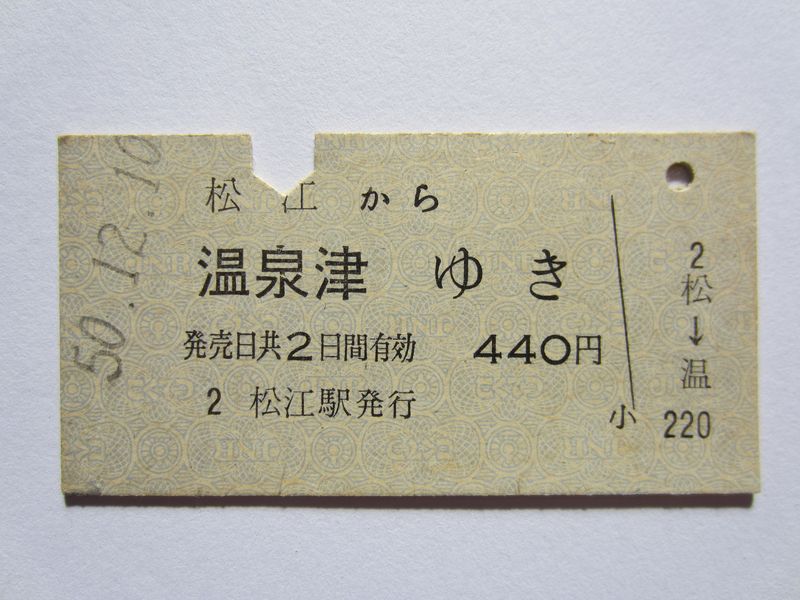 50.12.10
松江から
温泉津 ゆき
発売日共2日間有効 440円
2 松江駅発行
小
2
松→温
220